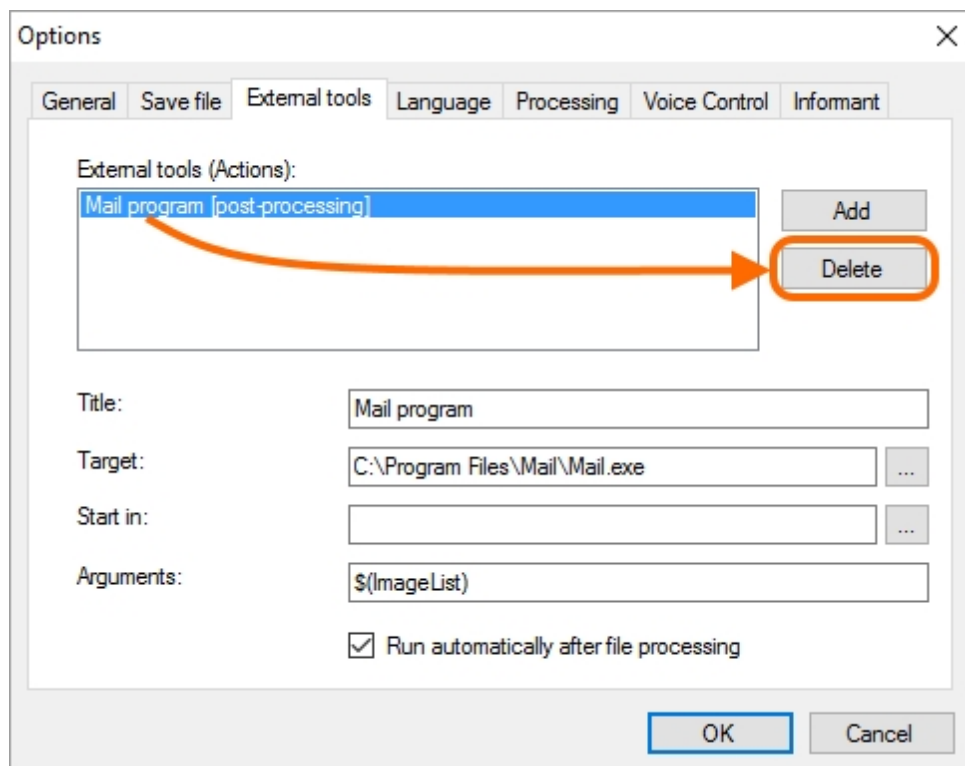 Options
General Save file External tools Language Processing Voice Control Informant
External tools (Actions):
Mail program [post-processing]
Add
Delete
Title:
Mail program
Target:
C:\Program Files\Mail\Mail.exe
...
Start in:
...
Arguments:
$(ImageList)
Run automatically after file processing
OK
Cancel